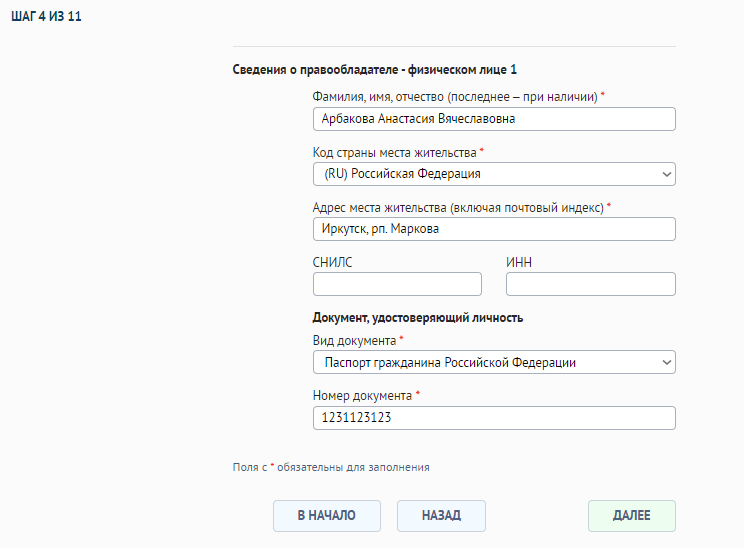 ШАГ 4 ИЗ 11
Сведения о правообладателе - физическом лице 1
Фамилия, имя, отчество (последнее – при наличии) *
Арбакова Анастасия Вячеславовна
Код страны места жительства *
(RU) Российская Федерация
Адрес места жительства (включая почтовый индекс) *
Иркутск, рп. Маркова
СНИЛС ИНН
Документ, удостоверяющий личность
Вид документа *
Паспорт гражданина Российской Федерации
Номер документа *
1231123123
Поля с * обязательны для заполнения
В НАЧАЛО НАЗАД ДАЛЕЕ